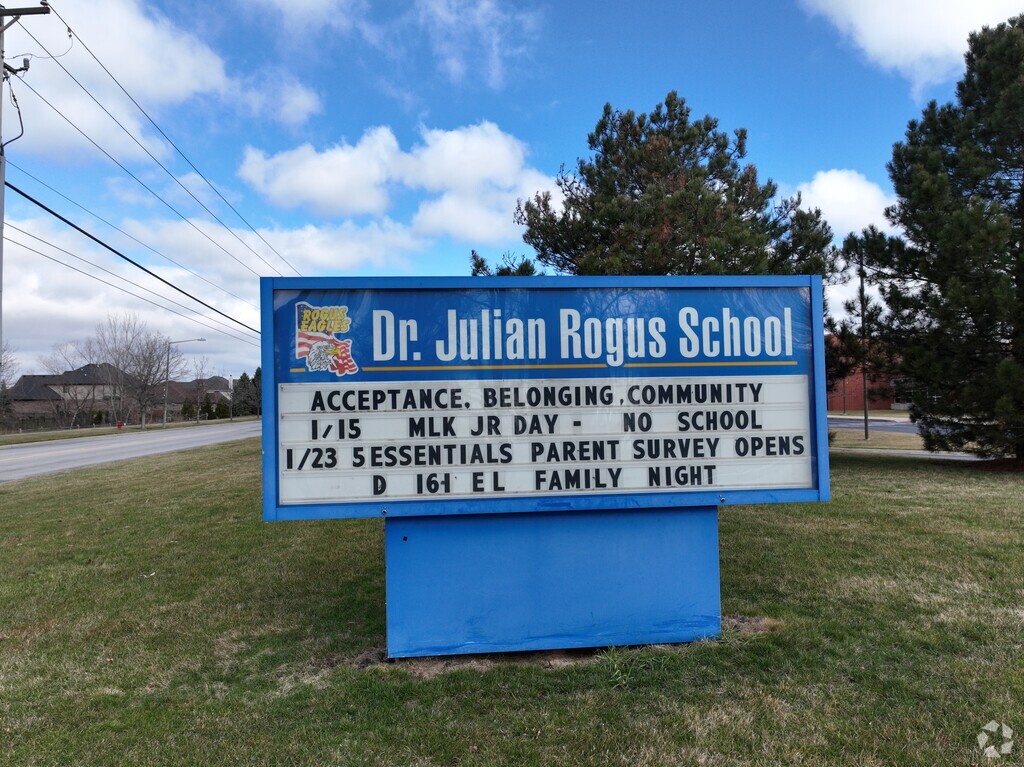 ROGUS
EAGLES
Dr. Julian Rogus School
ACCEPTANCE. BELONGING.COMMUNITY
1/15 MLK JR DAY - NO SCHOOL
1/23 5ESSENTIALS PARENT SURVEY OPENS
D 161 EL FAMILY NIGHT